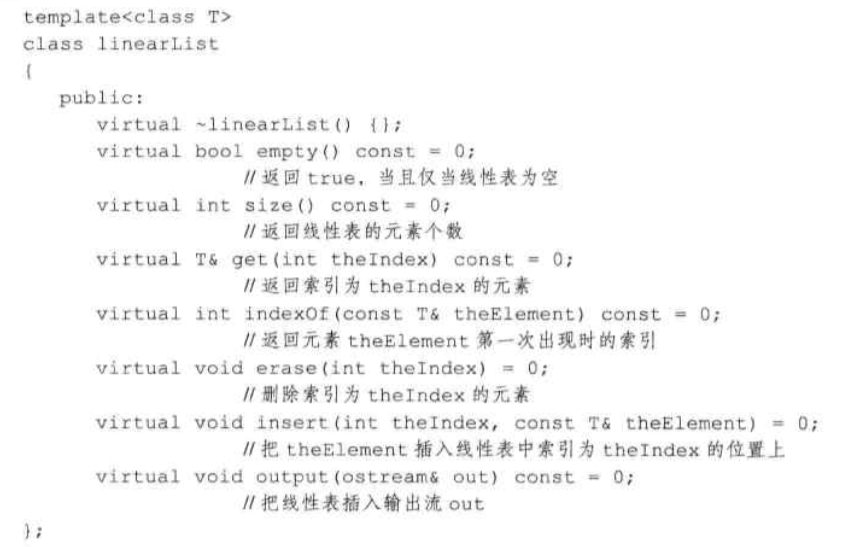 template<class T>
class linearList
{
public:
virtual ~linearList() {};
virtual bool empty() const = 0;
//返回 true，当且仅当线性表为空
virtual int size() const = 0;
//返回线性表的元素个数
virtual T& get(int theIndex) const = 0;
//返回索引为 theIndex 的元素
virtual int indexOf(const T& theElement) const = 0;
//返回元素 theElement 第一次出现时的索引
virtual void erase(int theIndex) = 0;
//删除索引为 theIndex 的元素
virtual void insert(int theIndex, const T& theElement) = 0;
//把 theElement 插入线性表中索引为 theIndex 的位置上
virtual void output(ostream& out) const = 0;
//把线性表插入输出流 out
};